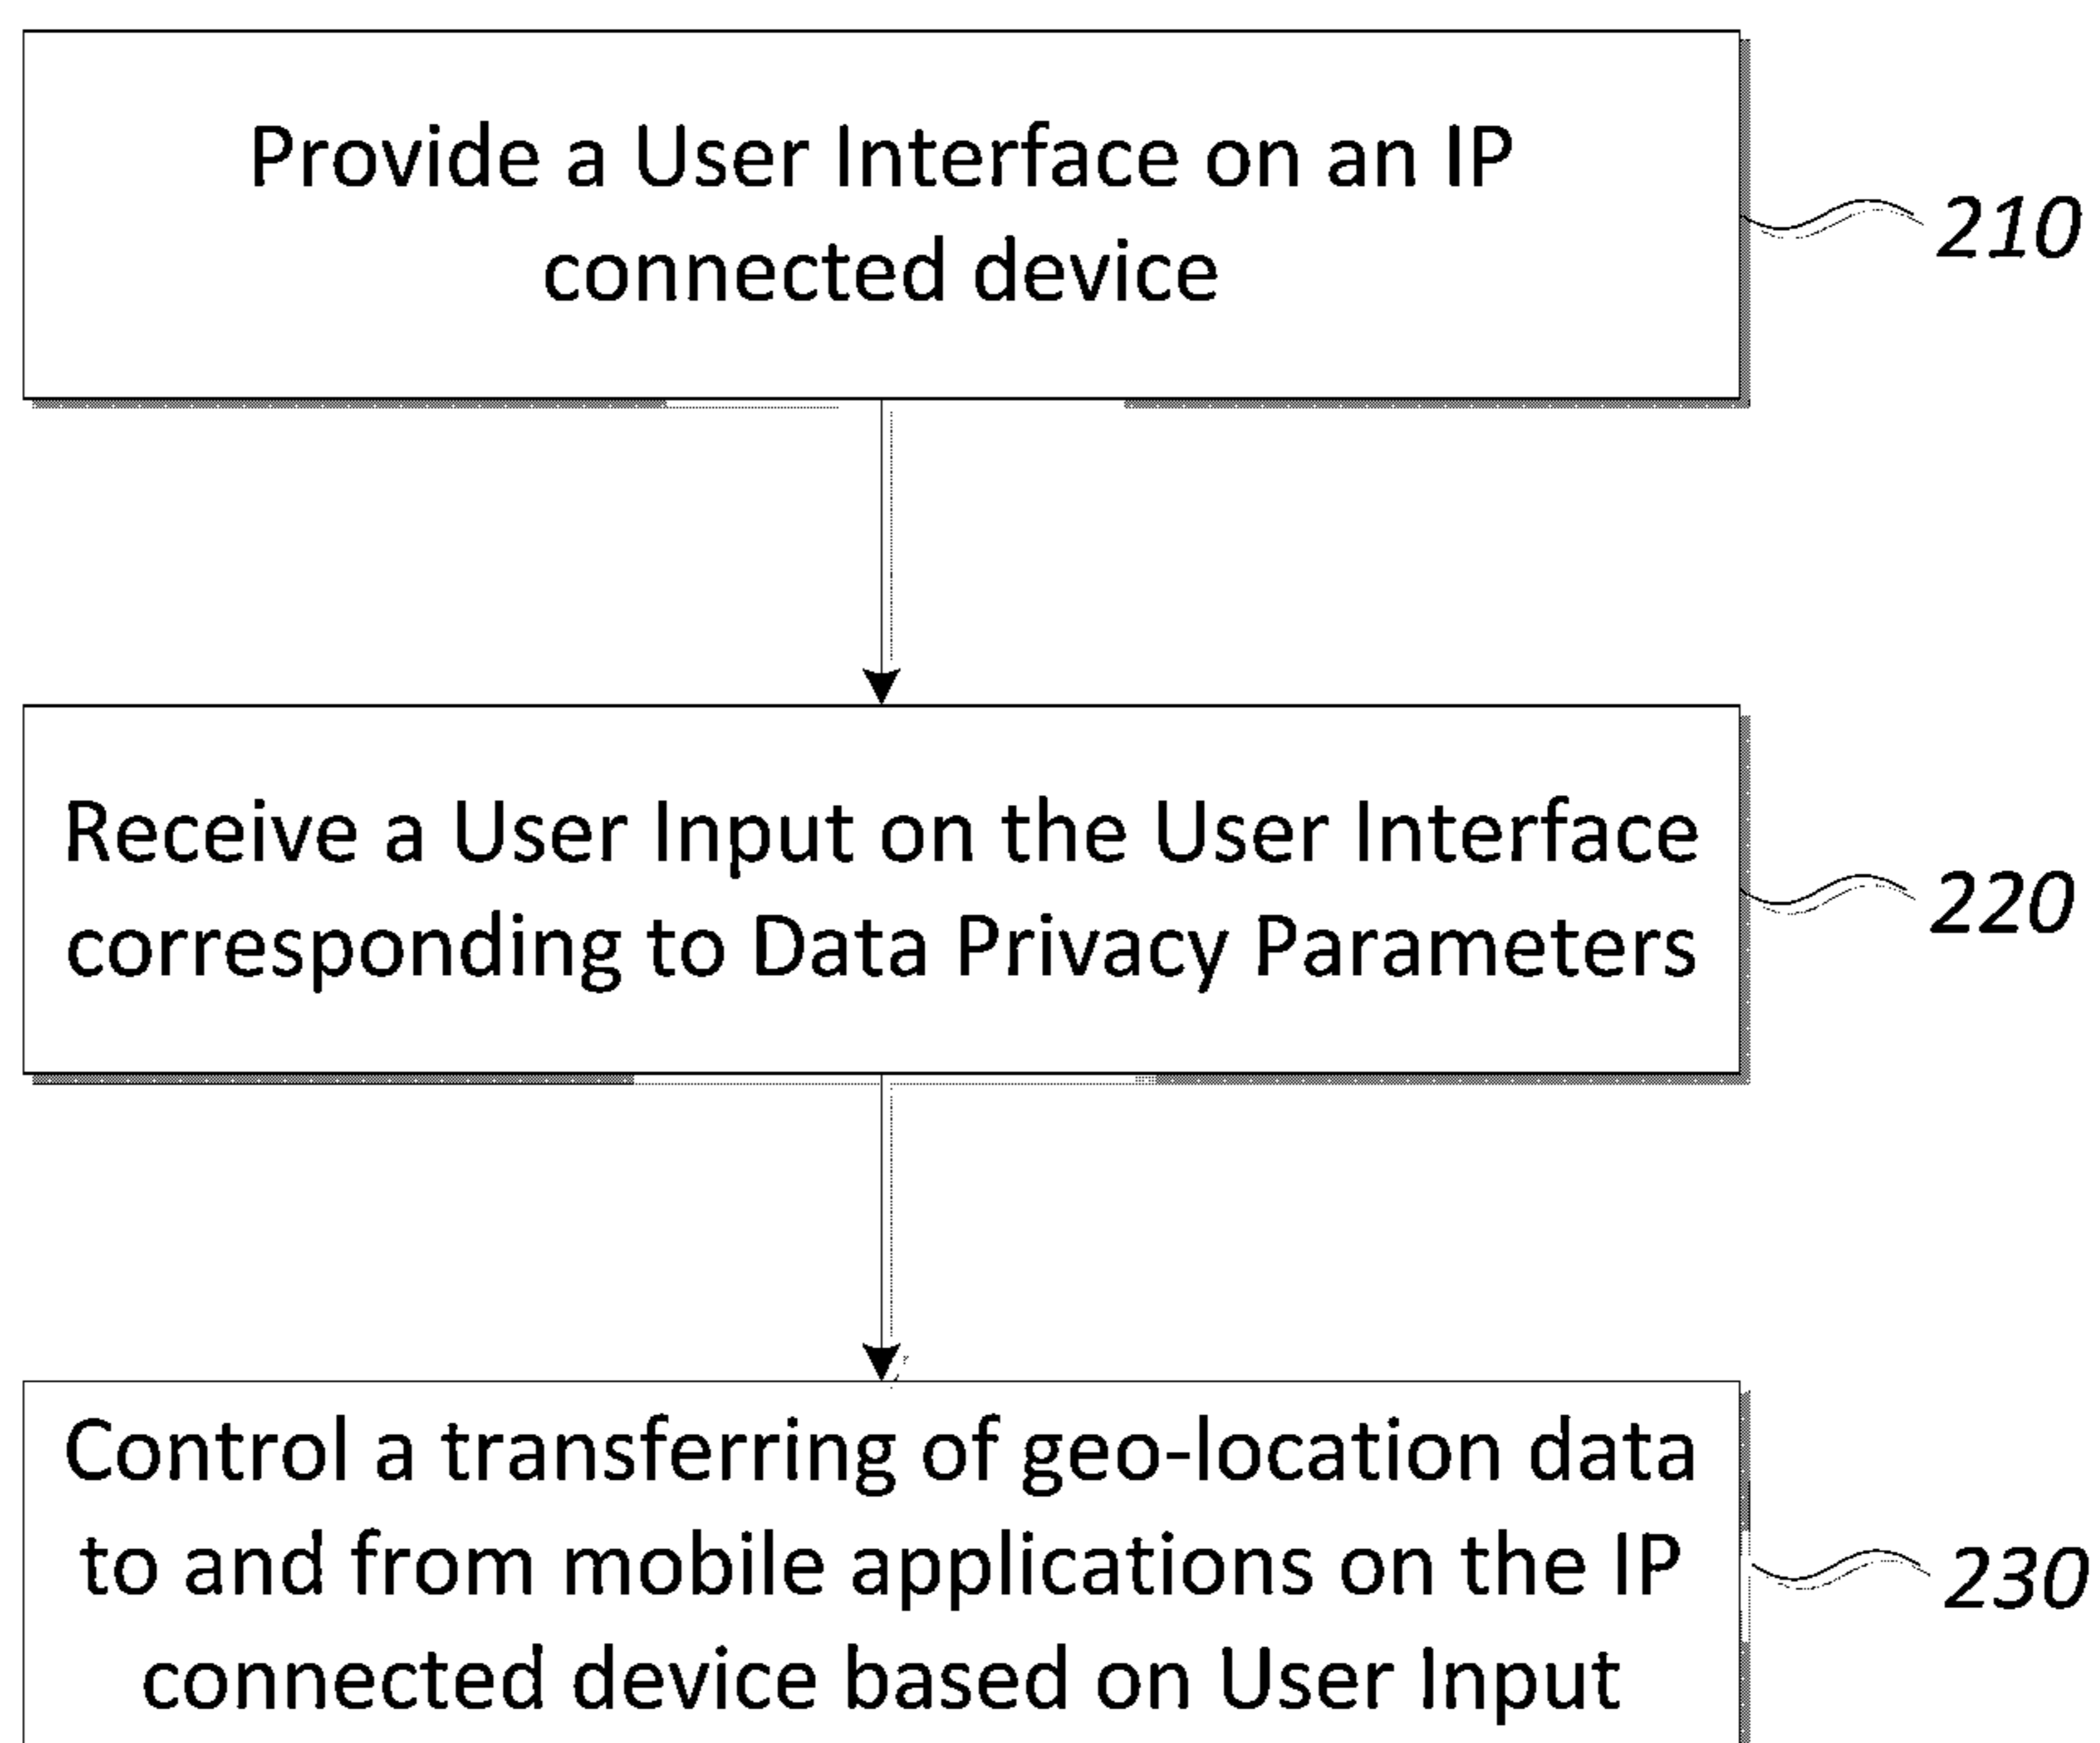 Provide a User Interface on an IP
connected device
210
Receive a User Input on the User Interface
corresponding to Data Privacy Parameters
220
Control a transferring of geo-location data
to and from mobile applications on the IP
connected device based on User Input
230